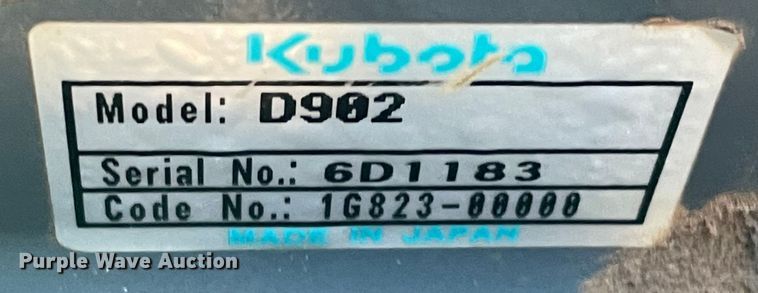 Kubota
Model: D902
Serial No.: 6D1183
Code No.: 1G823-00000
MADE IN JAPAN
Purple Wave Auction